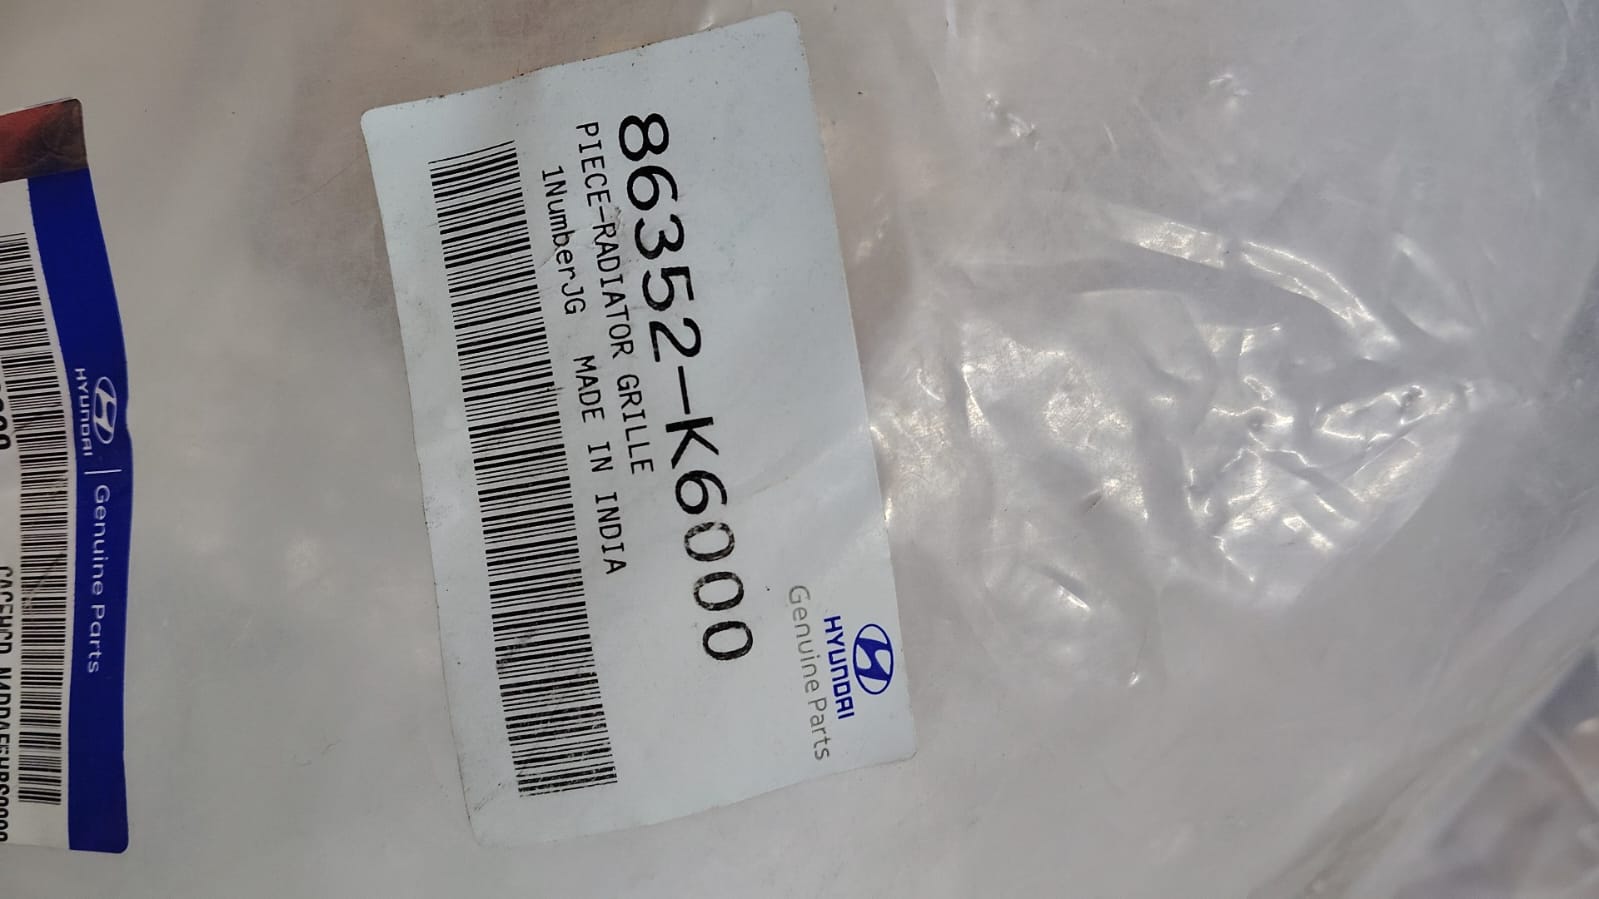 HYUNDAI
Genuine Parts
86352-K6000
PIECE-RADIATOR GRILLE
1NumberJG MADE IN INDIA
HYUNDAI | Genuine Parts